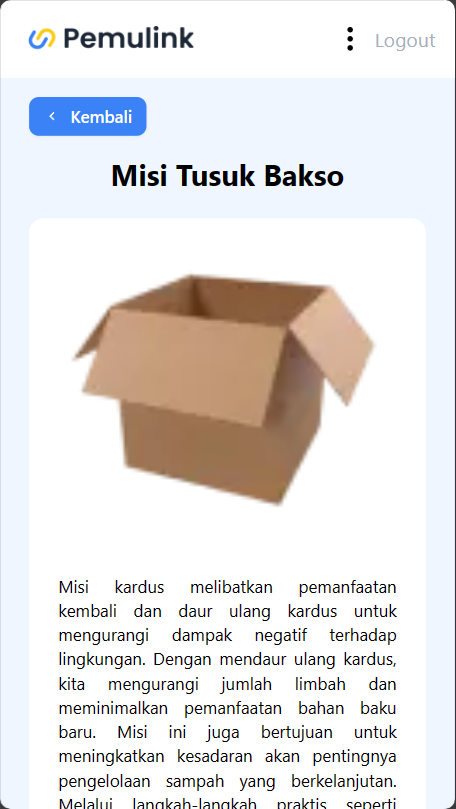 Pemulink
Logout
Kembali
Misi Tusuk Bakso
Misi kardus melibatkan pemanfaatan
kembali dan daur ulang kardus untuk
mengurangi dampak negatif terhadap
lingkungan. Dengan mendaur ulang kardus,
kita mengurangi jumlah limbah dan
meminimalkan pemanfaatan bahan baku
baru. Misi ini juga bertujuan untuk
meningkatkan kesadaran akan pentingnya
pengelolaan sampah yang berkelanjutan.
Melalui langkah-langkah praktis seperti